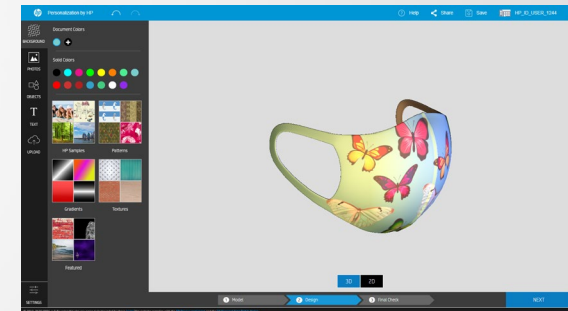 hp Personalization by HP
Help
Share
Save
HP_ID_USER_1244
BACKGROUND
Document Colors
PHOTOS
Solid Colors
OBJECTS
T
TEXT
UPLOAD
HP Samples
Patterns
Gradients
Textures
Featured
3D
2D
SETTINGS
1 Model
2 Design
3 Final Check
NEXT